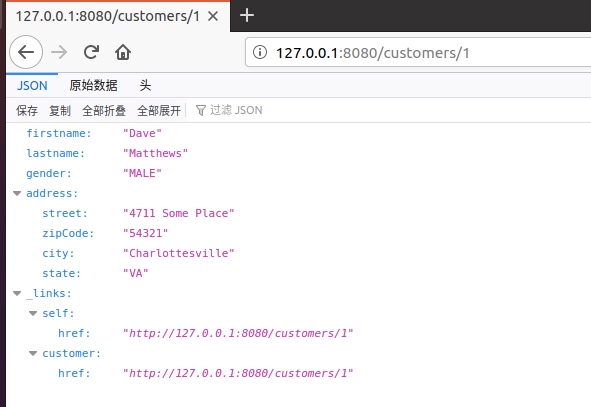 127.0.0.1:8080/customers/1
127.0.0.1:8080/customers/1
JSON 原始数据 头
保存 复制 全部折叠 全部展开 过滤 JSON
firstname: "Dave"
lastname: "Matthews"
gender: "MALE"
address:
street: "4711 Some Place"
zipCode: "54321"
city: "Charlottesville"
state: "VA"
_links:
self:
href: "http://127.0.0.1:8080/customers/1"
customer:
href: "http://127.0.0.1:8080/customers/1"